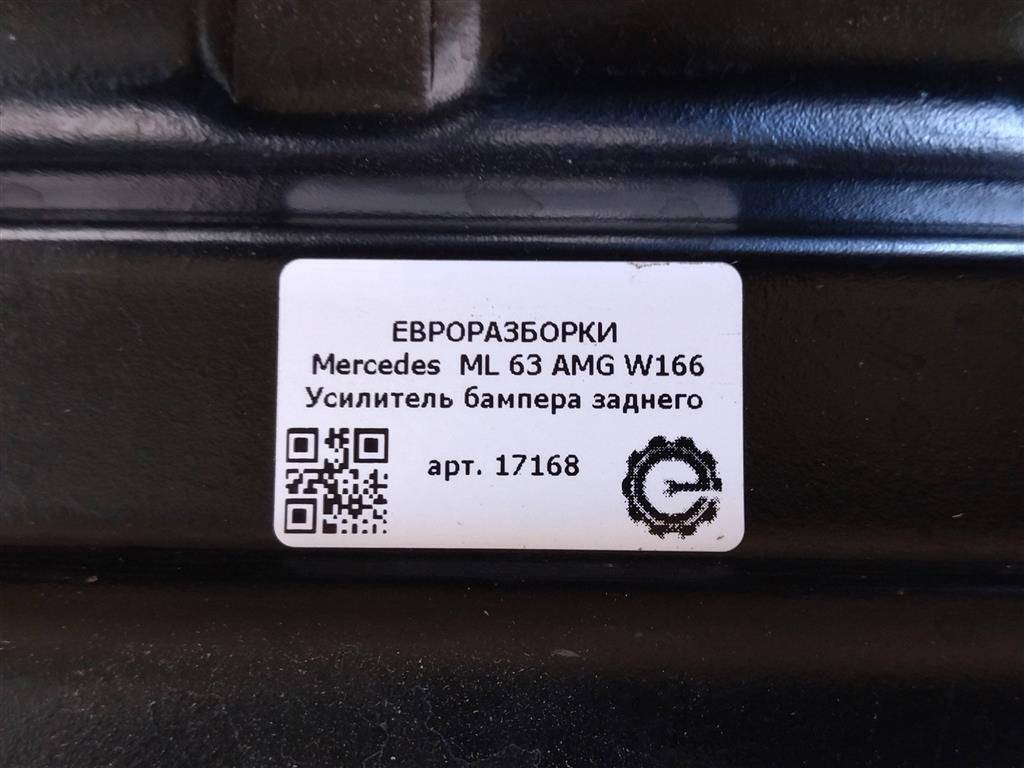 ЕВРОРАЗБОРКИ
Mercedes ML 63 AMG W166
Усилитель бампера заднего
арт. 17168